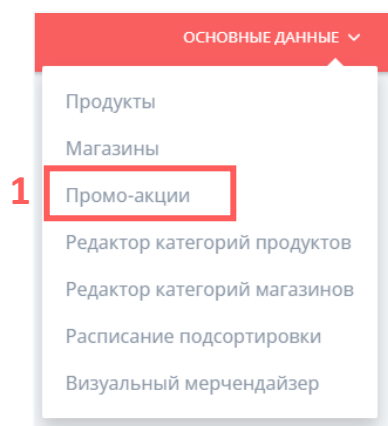 ОСНОВНЫЕ ДАННЫЕ
Продукты
Магазины
1 Промо-акции
Редактор категорий продуктов
Редактор категорий магазинов
Расписание подсортировки
Визуальный мерчендайзер